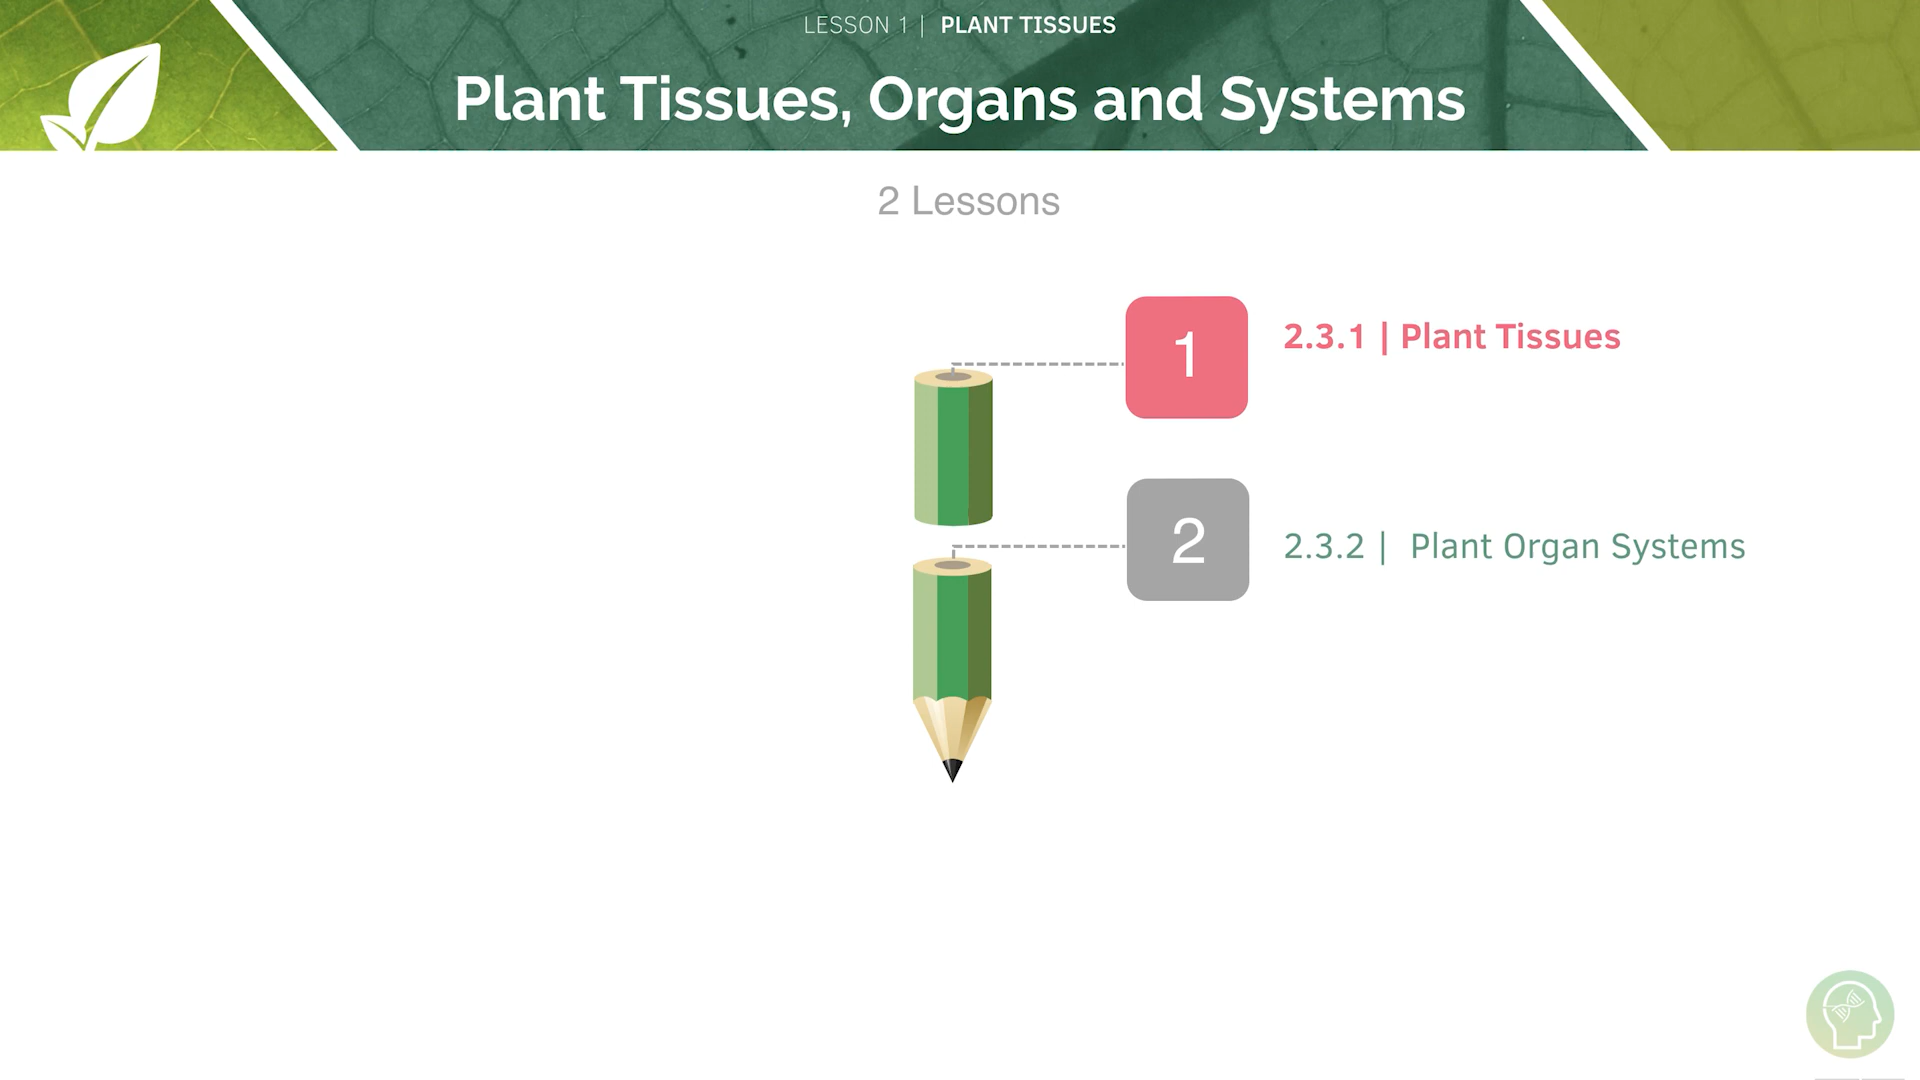 LESSON 1 | PLANT TISSUES
Plant Tissues, Organs and Systems
2 Lessons
1
2.3.1 | Plant Tissues
2
2.3.2 | Plant Organ Systems